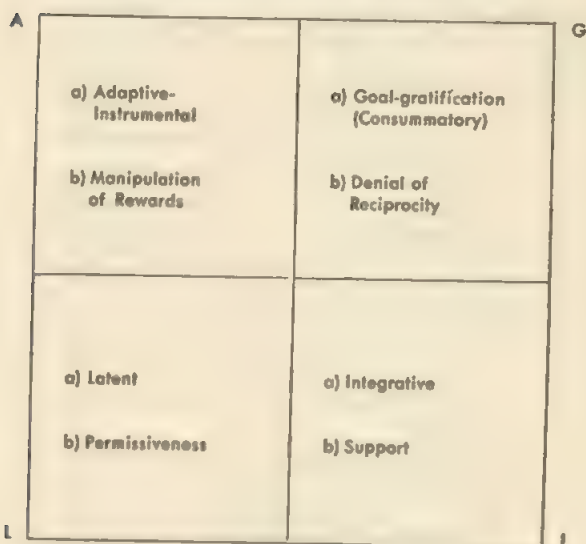 A
G
a) Adaptive-
Instrumental
b) Manipulation
of Rewards
a) Goal-gratification
(Consummatory)
b) Denial of
Reciprocity
a) Latent
b) Permissiveness
a) Integrative
b) Support
L
I